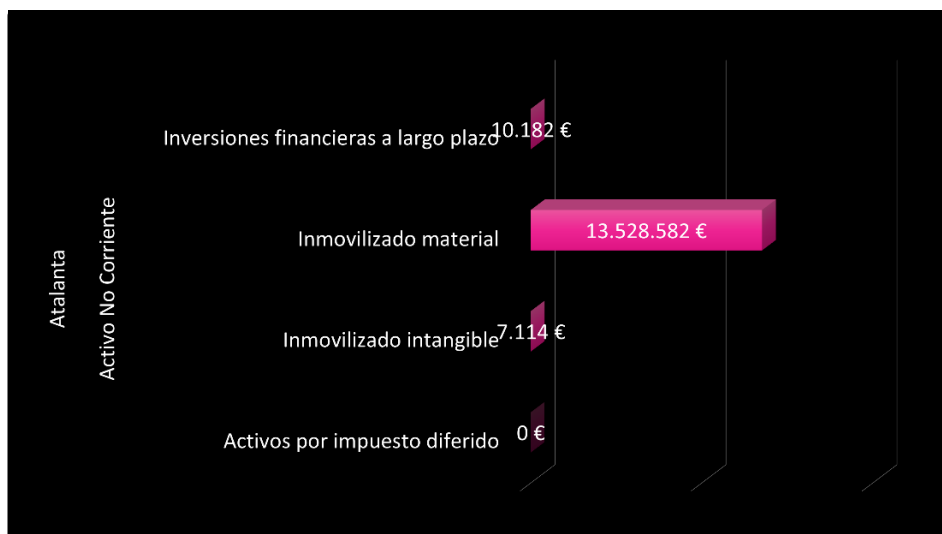 Atalanta
Activo No Corriente
Inversiones financieras a largo plazo 10.182 €
Inmovilizado material 13.528.582 €
Inmovilizado intangible 7.114 €
Activos por impuesto diferido 0 €